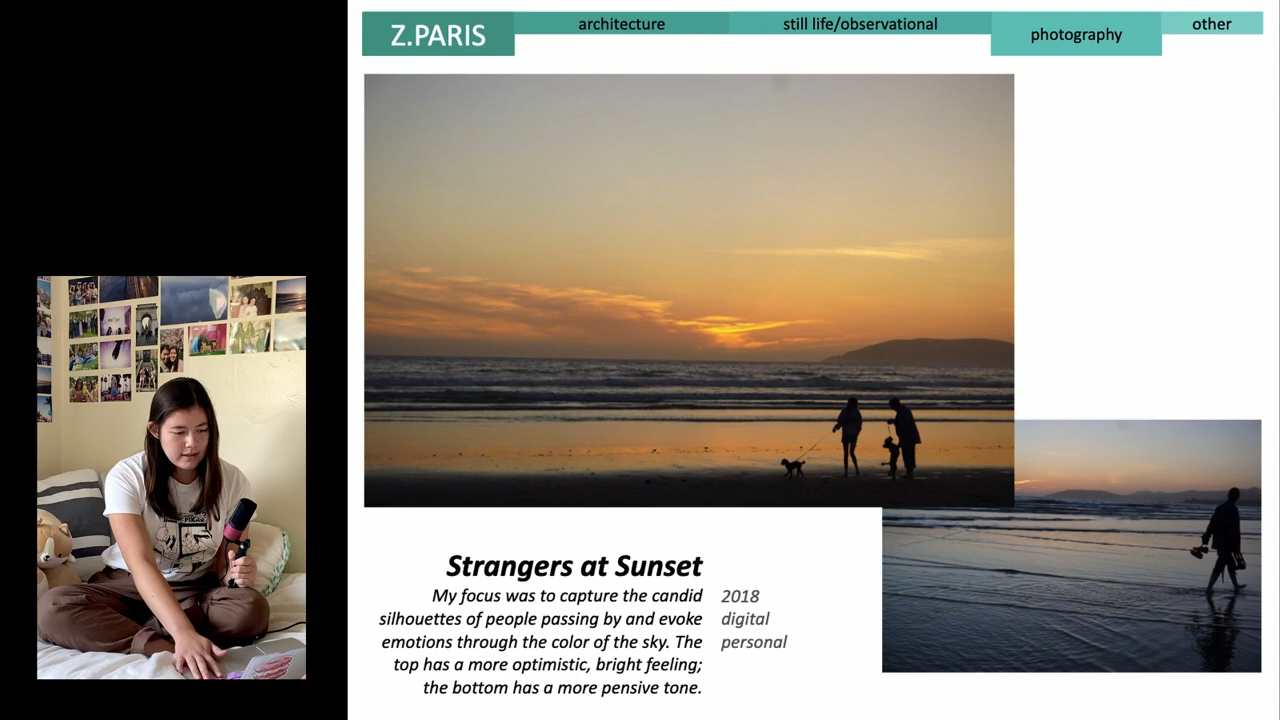 Z.PARIS
architecture
still life/observational
photography
other
Strangers at Sunset
My focus was to capture the candid
silhouettes of people passing by and evoke
emotions through the color of the sky. The
top has a more optimistic, bright feeling;
the bottom has a more pensive tone.
2018
digital
personal